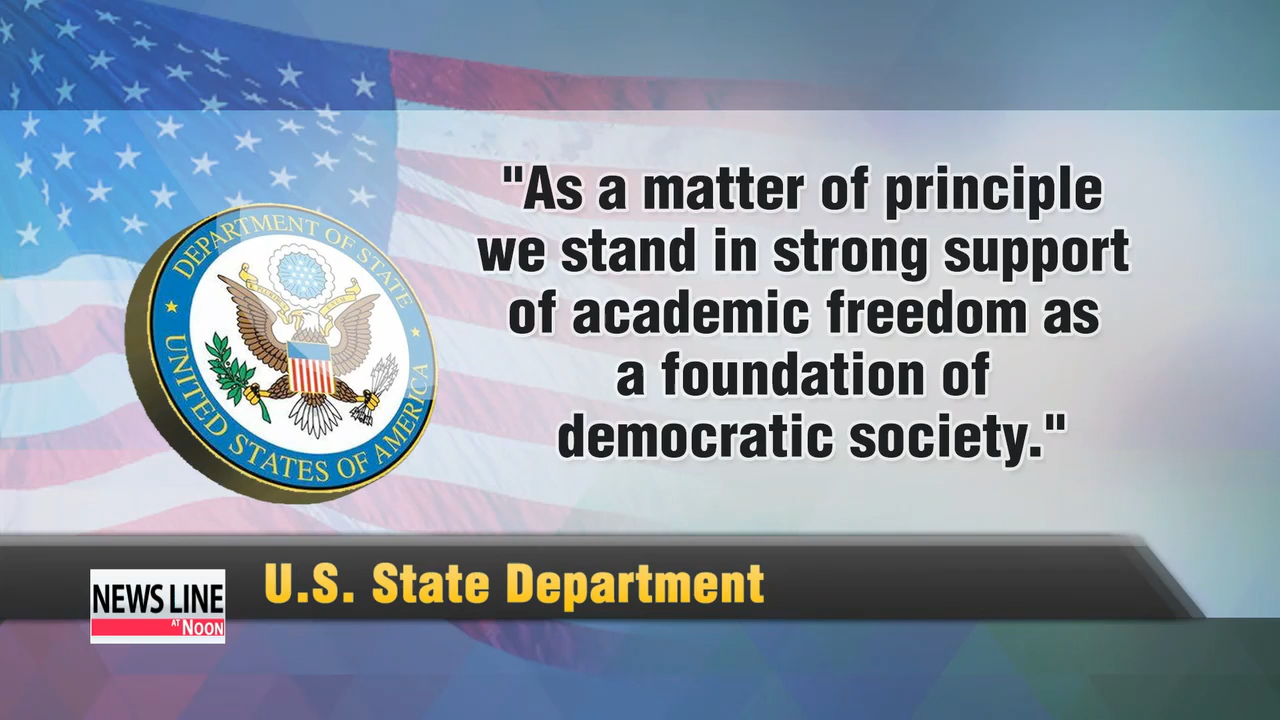 "As a matter of principle
we stand in strong support
of academic freedom as
a foundation of
democratic society."
DEPARTMENT OF STATE
UNITED STATES OF AMERICA
U.S. State Department
NEWS LINE
AT NOON